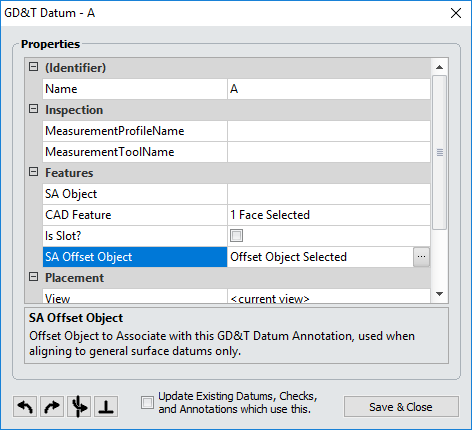 GD&T Datum - A
Properties
(Identifier)
Name A
Inspection
MeasurementProfileName
MeasurementToolName
Features
SA Object
CAD Feature 1 Face Selected
Is Slot?
SA Offset Object Offset Object Selected ...
Placement
View <current view>
SA Offset Object
Offset Object to Associate with this GD&T Datum Annotation, used when
aligning to general surface datums only.
Update Existing Datums, Checks,
and Annotations which use this.
Save & Close